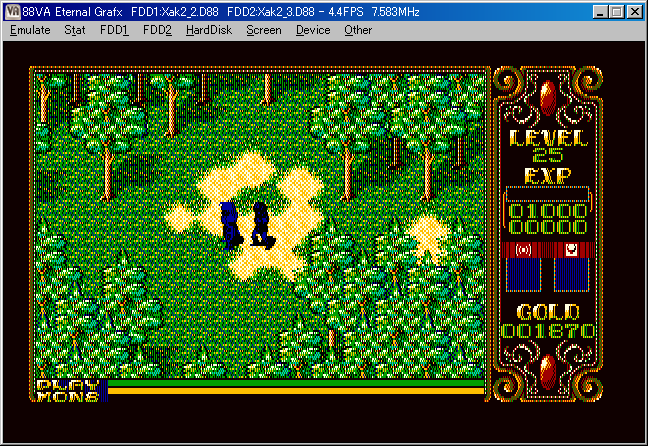 88VA Eternal Grafx FDD1:Xak2_2.D88 FDD2:Xak2_3.D88 - 4.4FPS 7.583MHz
Emulate Stat FDD1 FDD2 HardDisk Screen Device Other
LEVEL
25
EXP
01000
00000
GOLD
001870
PLAY
MONS